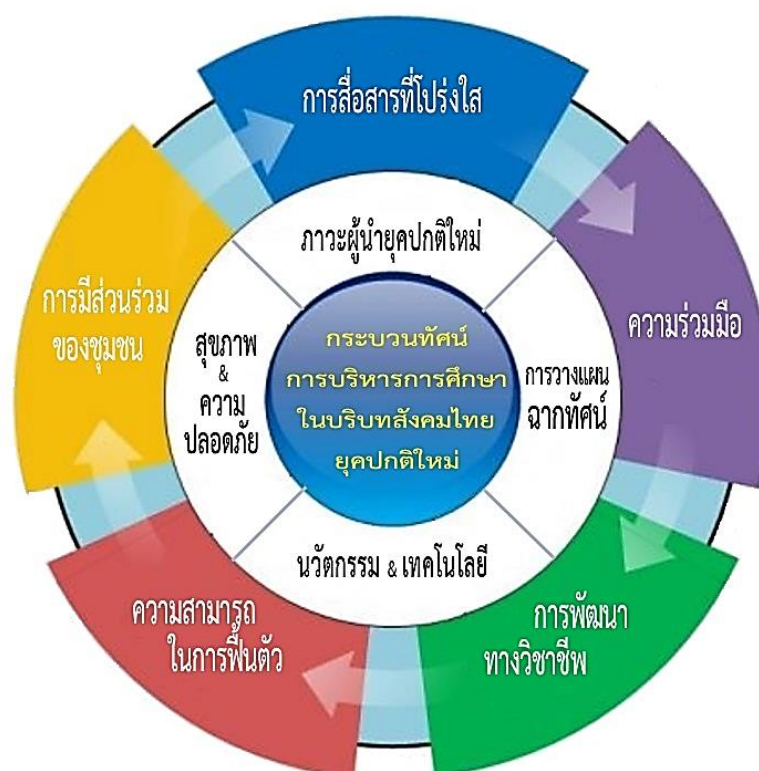 การสื่อสารที่โปร่งใส
ความร่วมมือ
การพัฒนา
ทางวิชาชีพ
ความสามารถ
ในการฟื้นตัว
การมีส่วนร่วม
ของชุมชน
ภาวะผู้นำยุคปกติใหม่
การวางแผน
ฉากทัศน์
นวัตกรรม & เทคโนโลยี
สุขภาพ
&
ความ
ปลอดภัย
กระบวนทัศน์
การบริหารการศึกษา
ในบริบทสังคมไทย
ยุคปกติใหม่